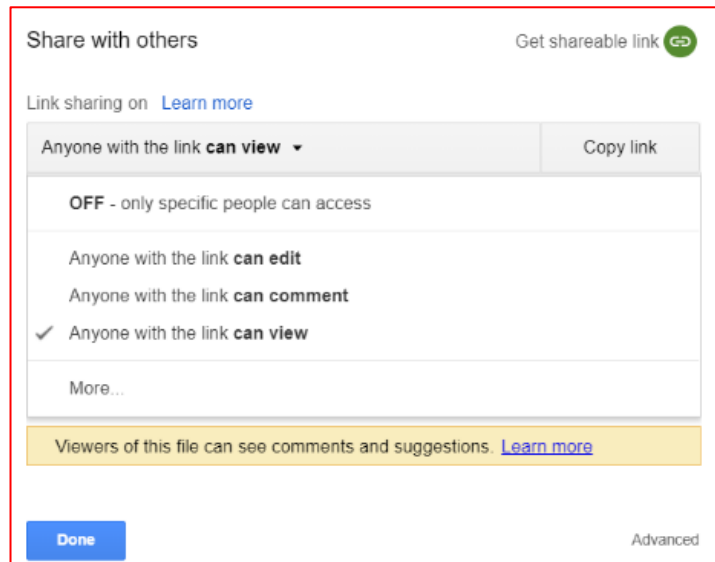 Share with others
Get shareable link
Link sharing on Learn more
Anyone with the link can view
Copy link
OFF - only specific people can access
Anyone with the link can edit
Anyone with the link can comment
Anyone with the link can view
More...
Viewers of this file can see comments and suggestions. Learn more
Done
Advanced